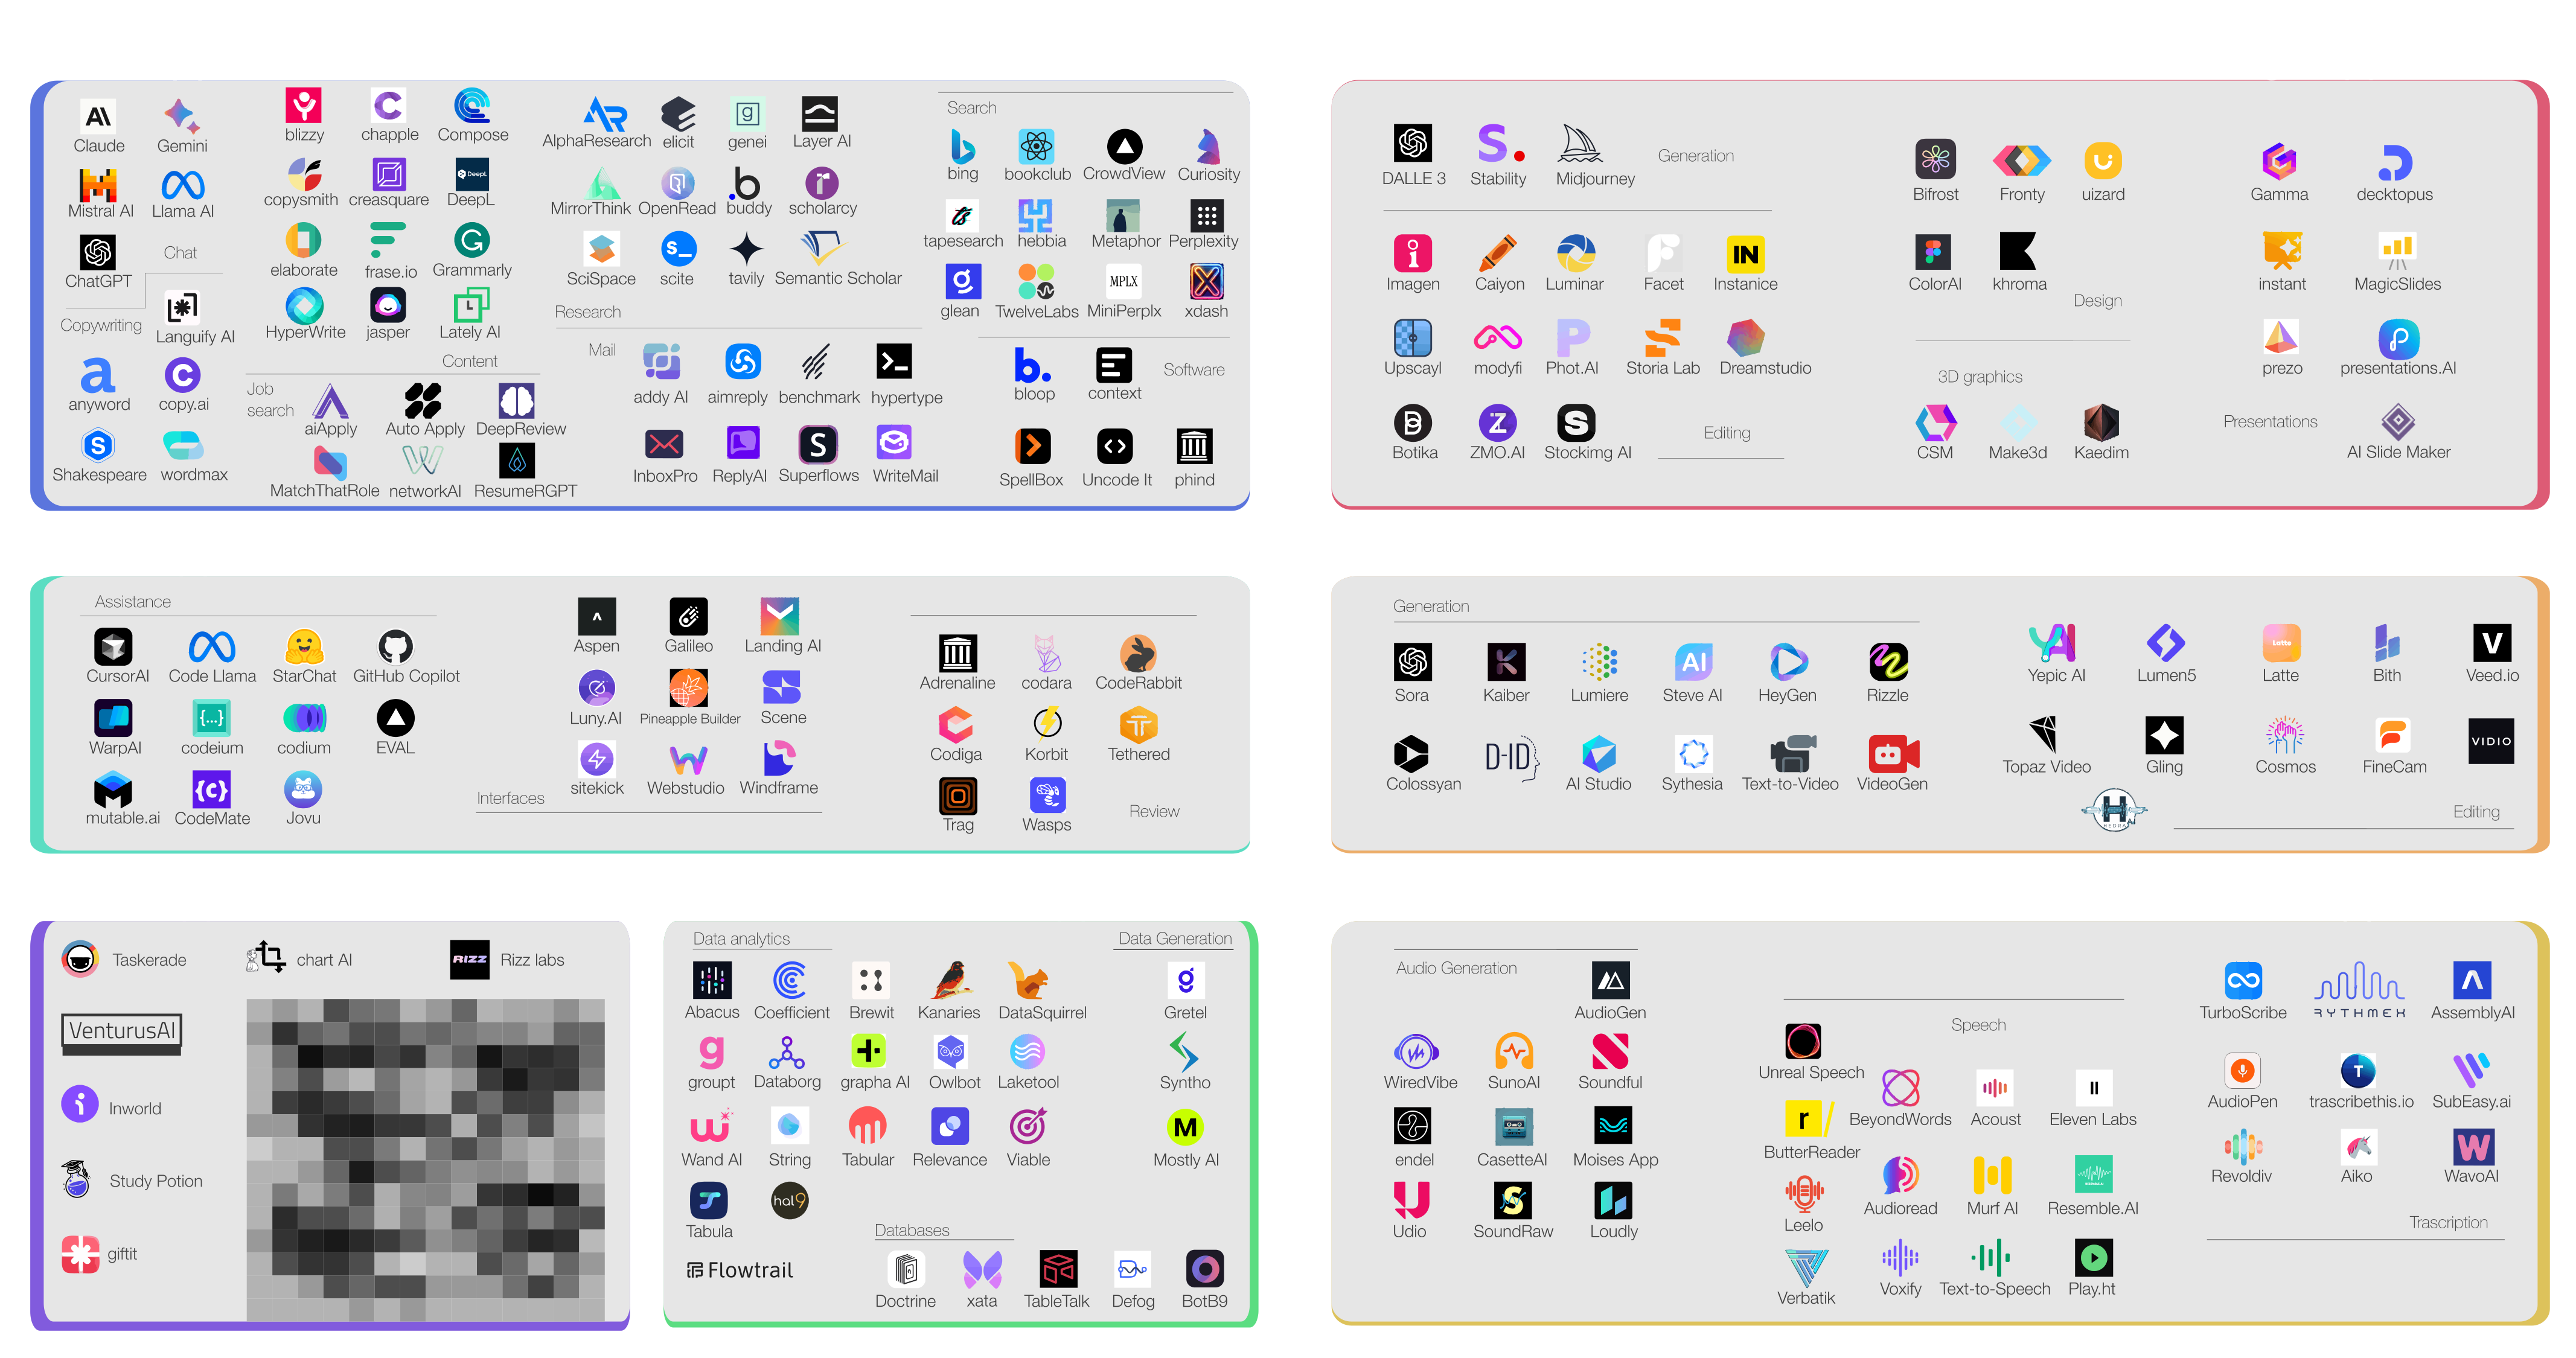 Claude
Gemini
Mistral AI
Llama AI
ChatGPT
Chat
Copywriting
Languify AI
anyword
copy.ai
Shakespeare
wordmax
blizzy
chapple
Compose
copysmith
creasquare
DeepL
DeepL
elaborate
frase.io
Grammarly
HyperWrite
jasper
Lately AI
Content
Job
search
aiApply
Auto Apply
DeepReview
MatchThatRole
networkAI
ResumeRGPT
AlphaResearch
elicit
genei
Layer AI
MirrorThink
OpenRead
buddy
scholarcy
SciSpace
scite
tavily
Semantic Scholar
Research
Mail
addy AI
aimreply
benchmark
hypertype
InboxPro
ReplyAI
Superflows
WriteMail
Search
bing
bookclub
CrowdView
Curiosity
tapesearch
hebbia
Metaphor
Perplexity
MPLX
glean
TwelveLabs
MiniPerplx
xdash
Software
bloop
context
SpellBox
Uncode It
phind
DALLE 3
Stability
Midjourney
Generation
Imagen
Caiyon
Luminar
Facet
IN
Instanice
Upscayl
modyfi
Phot.AI
Storia Lab
Dreamstudio
Botika
ZMO.AI
Stockimg AI
Editing
Bifrost
Fronty
uizard
ColorAI
khroma
Design
3D graphics
CSM
Make3d
Kaedim
Gamma
decktopus
instant
MagicSlides
prezo
presentations.AI
Presentations
AI Slide Maker
Assistance
CursorAI
Code Llama
StarChat
GitHub Copilot
WarpAI
codeium
codium
EVAL
mutable.ai
CodeMate
Jovu
Aspen
Galileo
Landing AI
Luny.AI
Pineapple Builder
Scene
sitekick
Webstudio
Windframe
Interfaces
Adrenaline
codara
CodeRabbit
Codiga
Korbit
Tethered
Trag
Wasps
Review
Generation
Sora
Kaiber
Lumiere
AI
Steve AI
HeyGen
Rizzle
Colossyan
D-ID
AI Studio
Sythesia
Text-to-Video
VideoGen
Yepic AI
Lumen5
Latte
Latte
Bith
Veed.io
Topaz Video
Gling
Cosmos
FineCam
VIDIO
HEDRA
Editing
Taskerade
chart AI
RIZZ
Rizz labs
VenturusAI
Inworld
Study Potion
giftit
Data analytics
Abacus
Coefficient
Brewit
Kanaries
DataSquirrel
groupt
Databorg
grapha AI
Owlbot
Laketool
Wand AI
String
Tabular
Relevance
Viable
Tabula
hal9
Flowtrail
Data Generation
Gretel
Syntho
Mostly AI
Databases
Doctrine
xata
TableTalk
Defog
BotB9
Audio Generation
AudioGen
WiredVibe
SunoAI
Soundful
endel
CasetteAI
Moises App
Udio
SoundRaw
Loudly
Speech
Unreal Speech
BeyondWords
Acoust
Eleven Labs
ButterReader
Leelo
Audioread
Murf AI
Resemble.AI
Verbatik
Voxify
Text-to-Speech
Play.ht
TurboScribe
RYTHMEX
AssemblyAI
AudioPen
trascribethis.io
SubEasy.ai
Revoldiv
Aiko
WavoAI
Trascription